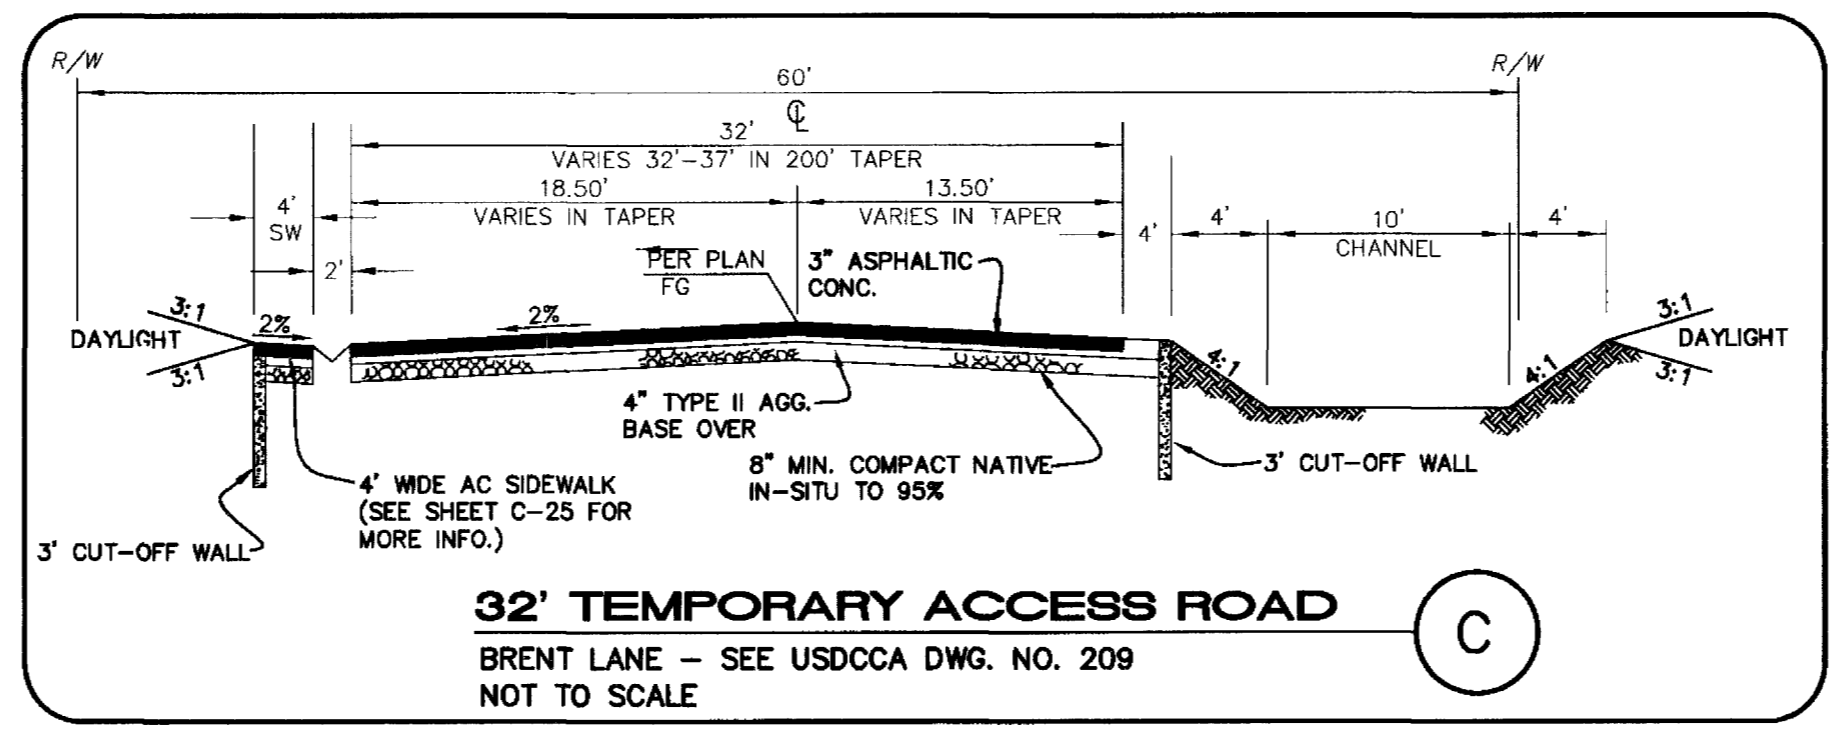 R/W
R/W
60'
CL
32'
VARIES 32'-37' IN 200' TAPER
18.50'
13.50'
VARIES IN TAPER
VARIES IN TAPER
4'
SW
2'
4'
4'
10'
CHANNEL
4'
PER PLAN
FG
3" ASPHALTIC
CONC.
3:1
DAYLIGHT
3:1
2%
2%
4:1
4:1
3:1
DAYLIGHT
3:1
4" TYPE II AGG.
BASE OVER
8" MIN. COMPACT NATIVE
IN-SITU TO 95%
3' CUT-OFF WALL
4' WIDE AC SIDEWALK
(SEE SHEET C-25 FOR
MORE INFO.)
3' CUT-OFF WALL
32' TEMPORARY ACCESS ROAD
C
BRENT LANE - SEE USDCCA DWG. NO. 209
NOT TO SCALE